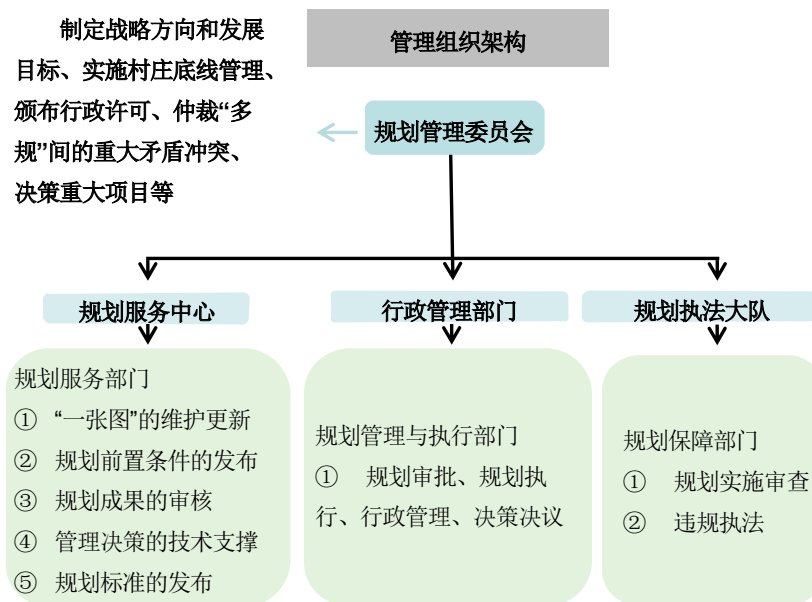 制定战略方向和发展
目标、实施村庄底线管理、
颁布行政许可、仲裁“多
规”间的重大矛盾冲突、
决策重大项目等
管理组织架构
规划管理委员会
规划服务中心
行政管理部门
规划执法大队
规划服务部门
① “一张图”的维护更新
② 规划前置条件的发布
③ 规划成果的审核
④ 管理决策的技术支撑
⑤ 规划标准的发布
规划管理与执行部门
① 规划审批、规划执
行、行政管理、决策决议
规划保障部门
① 规划实施审查
② 违规执法